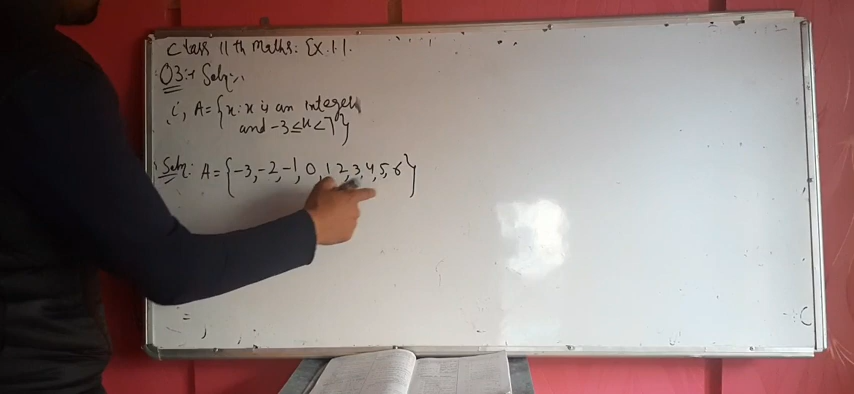 Class 11th Maths: Ex. 1.1.
Q3:→ Soln:-
i, A = {x : x is an integer
and -3 ≤ x < 7}
Soln: A = {-3, -2, -1, 0, 1, 2, 3, 4, 5, 6}